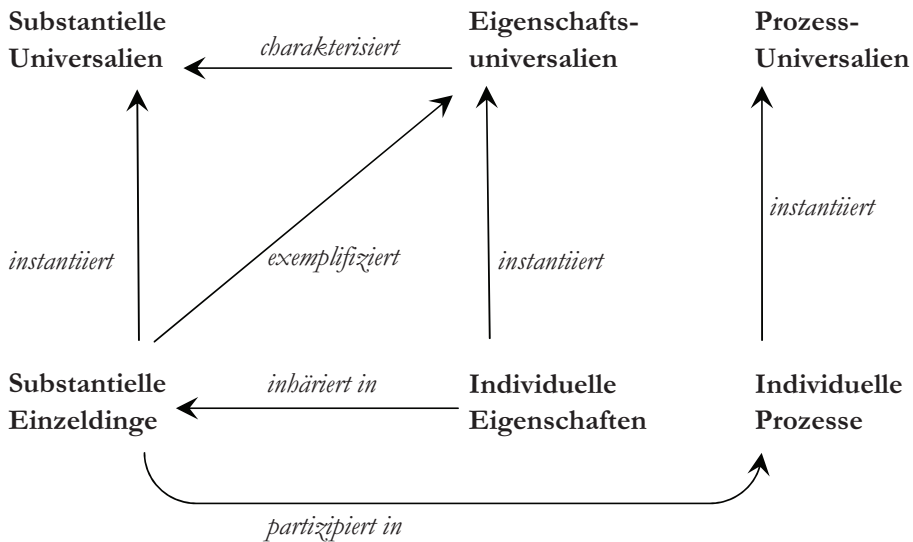 Substantielle
Universalien
charakterisiert
Eigenschafts-
universalien
Prozess-
Universalien
instantiiert
exemplifiziert
instantiiert
instantiiert
Substantielle
Einzeldinge
inhäriert in
Individuelle
Eigenschaften
Individuelle
Prozesse
partizipiert in